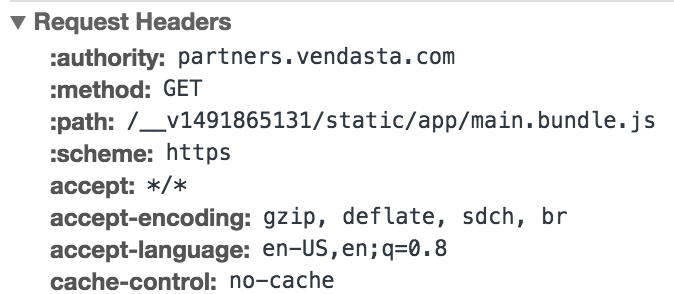 ▼ Request Headers
:authority: partners.vendasta.com
:method: GET
:path: /__v1491865131/static/app/main.bundle.js
:scheme: https
accept: */*
accept-encoding: gzip, deflate, sdch, br
accept-language: en-US,en;q=0.8
cache-control: no-cache